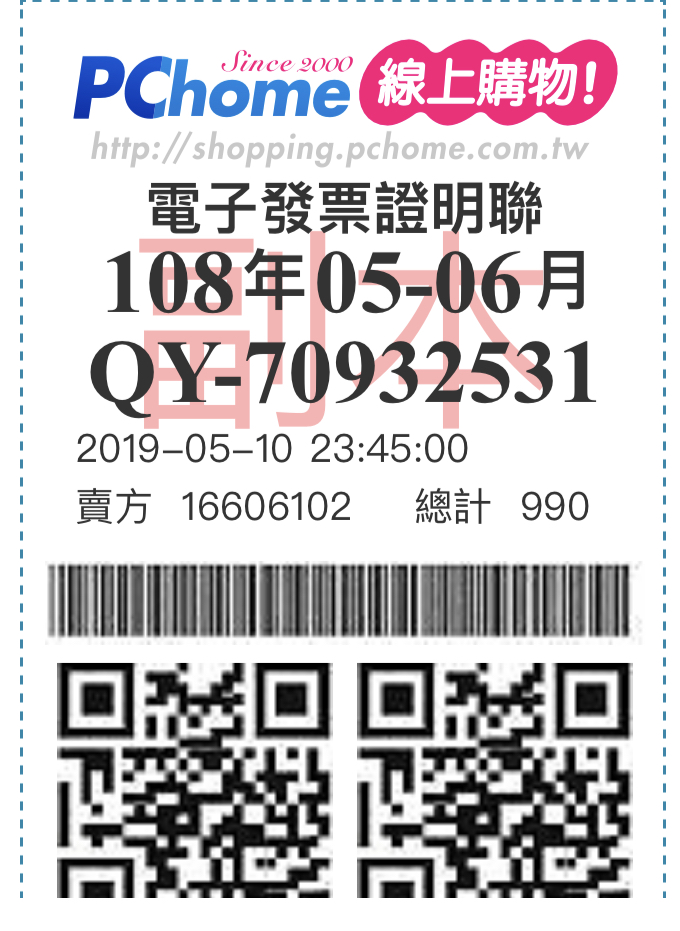 Since 2000
PChome 線上購物!
http://shopping.pchome.com.tw
電子發票證明聯
副本
108年05-06月
QY-70932531
2019-05-10 23:45:00
賣方 16606102 總計 990